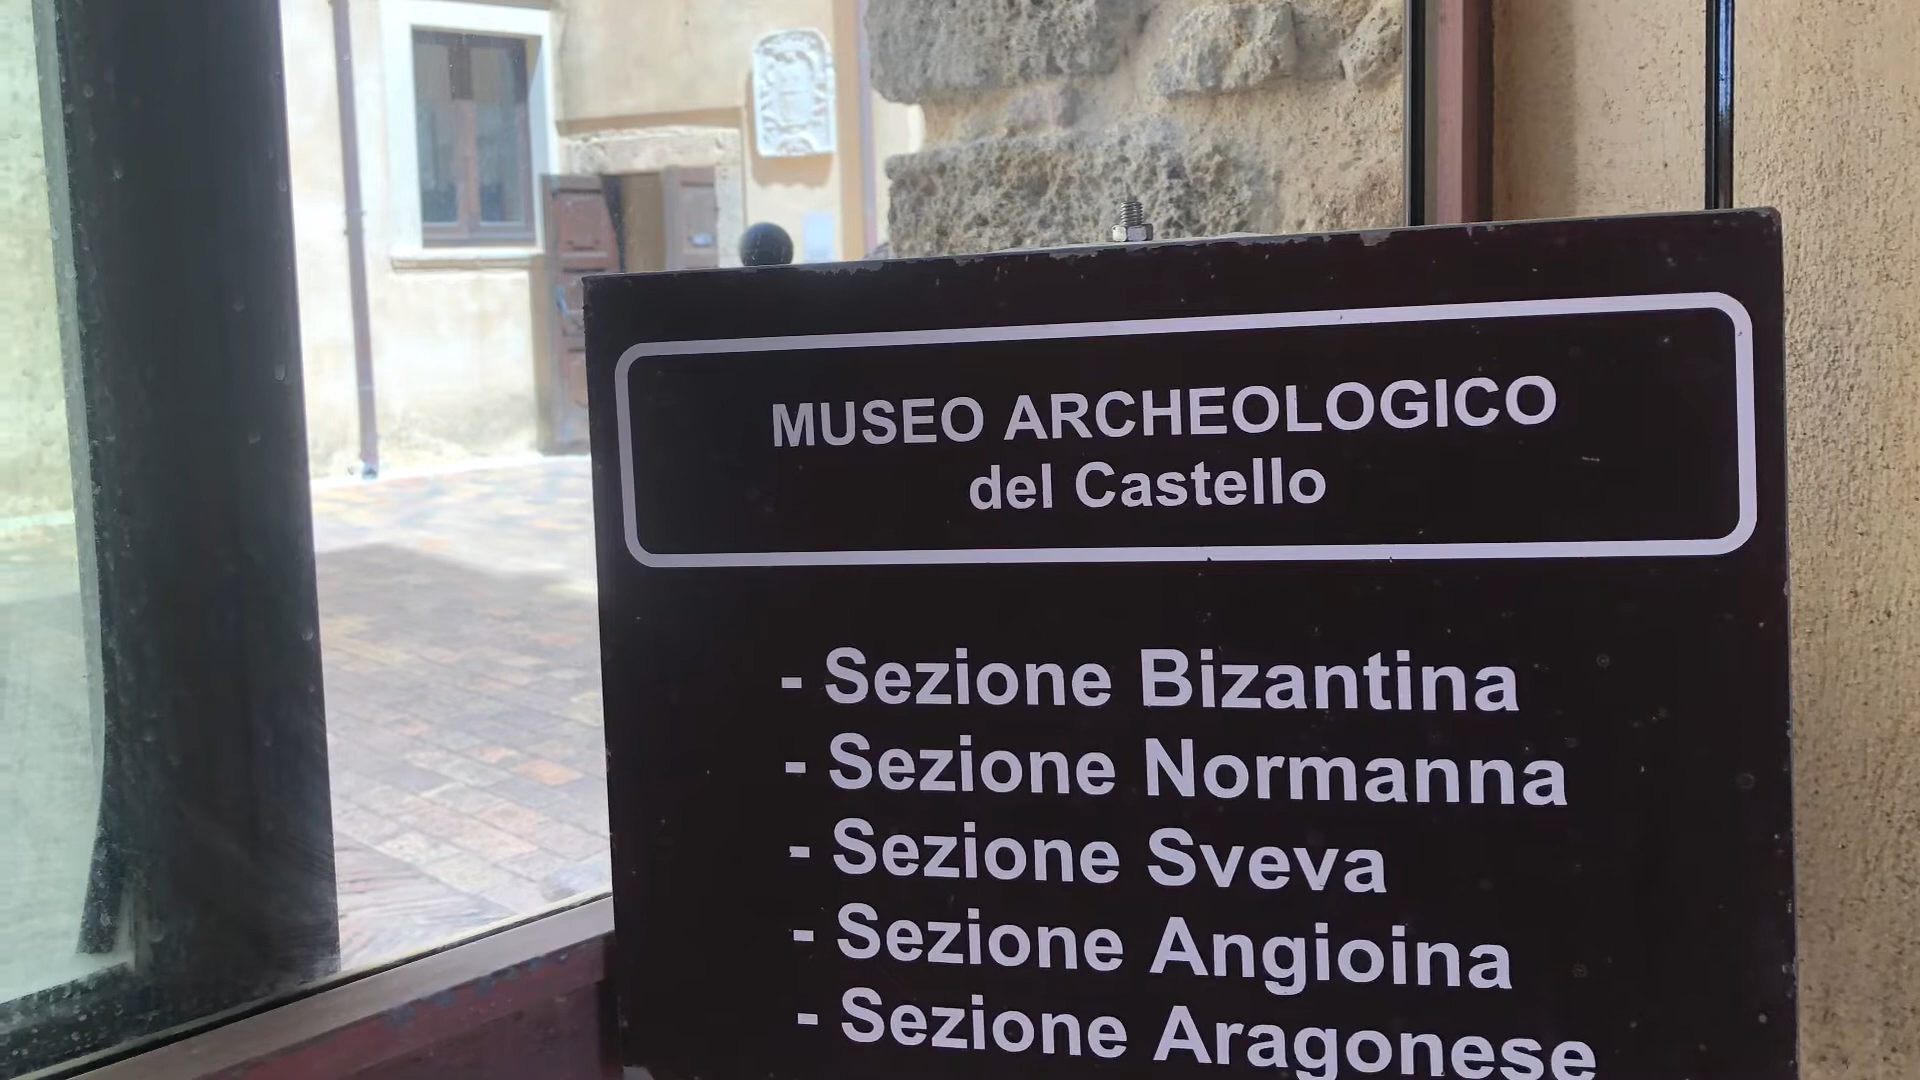 MUSEO ARCHEOLOGICO
del Castello
- Sezione Bizantina
- Sezione Normanna
- Sezione Sveva
- Sezione Angioina
- Sezione Aragonese